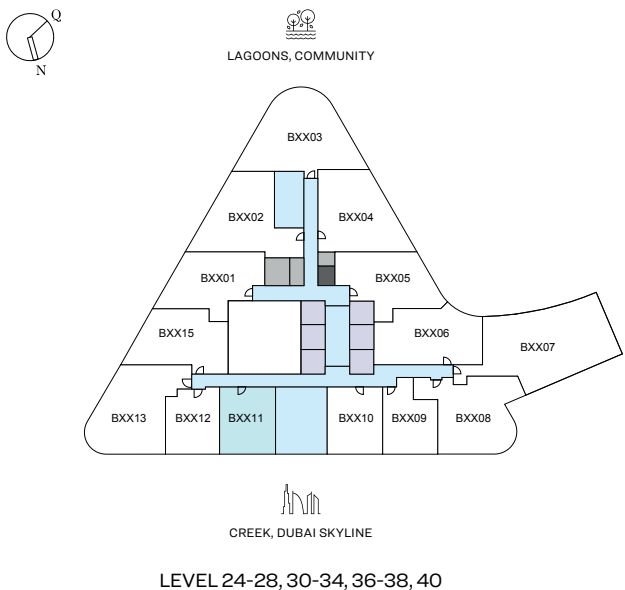 Q
N
LAGOONS, COMMUNITY
BXX03
BXX02
BXX04
BXX01
BXX05
BXX15
BXX06
BXX07
BXX13
BXX12
BXX11
BXX10
BXX09
BXX08
CREEK, DUBAI SKYLINE
LEVEL 24-28, 30-34, 36-38, 40